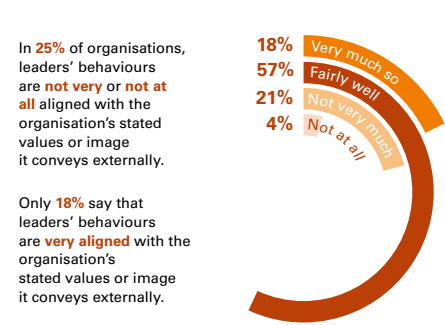 In 25% of organisations,
leaders’ behaviours
are not very or not at
all aligned with the
organisation’s stated
values or image
it conveys externally.
Only 18% say that
leaders’ behaviours
are very aligned with the
organisation’s
stated values or image
it conveys externally.
18% Very much so
57% Fairly well
21% Not very much
4% Not at all